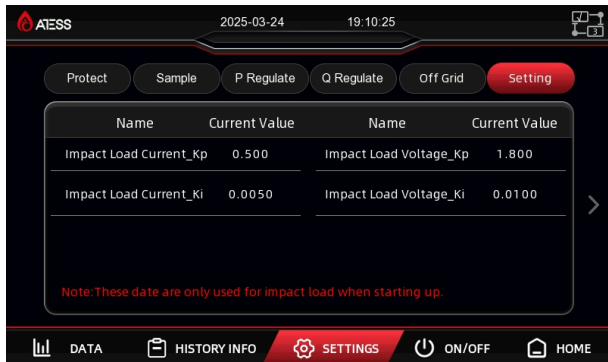 ATESS 2025-03-24 19:10:25
3
Protect Sample P Regulate Q Regulate Off Grid Setting
Name Current Value Name Current Value
Impact Load Current_Kp 0.500 Impact Load Voltage_Kp 1.800
Impact Load Current_Ki 0.0050 Impact Load Voltage_Ki 0.0100
Note:These date are only used for impact load when starting up.
DATA HISTORY INFO SETTINGS ON/OFF HOME